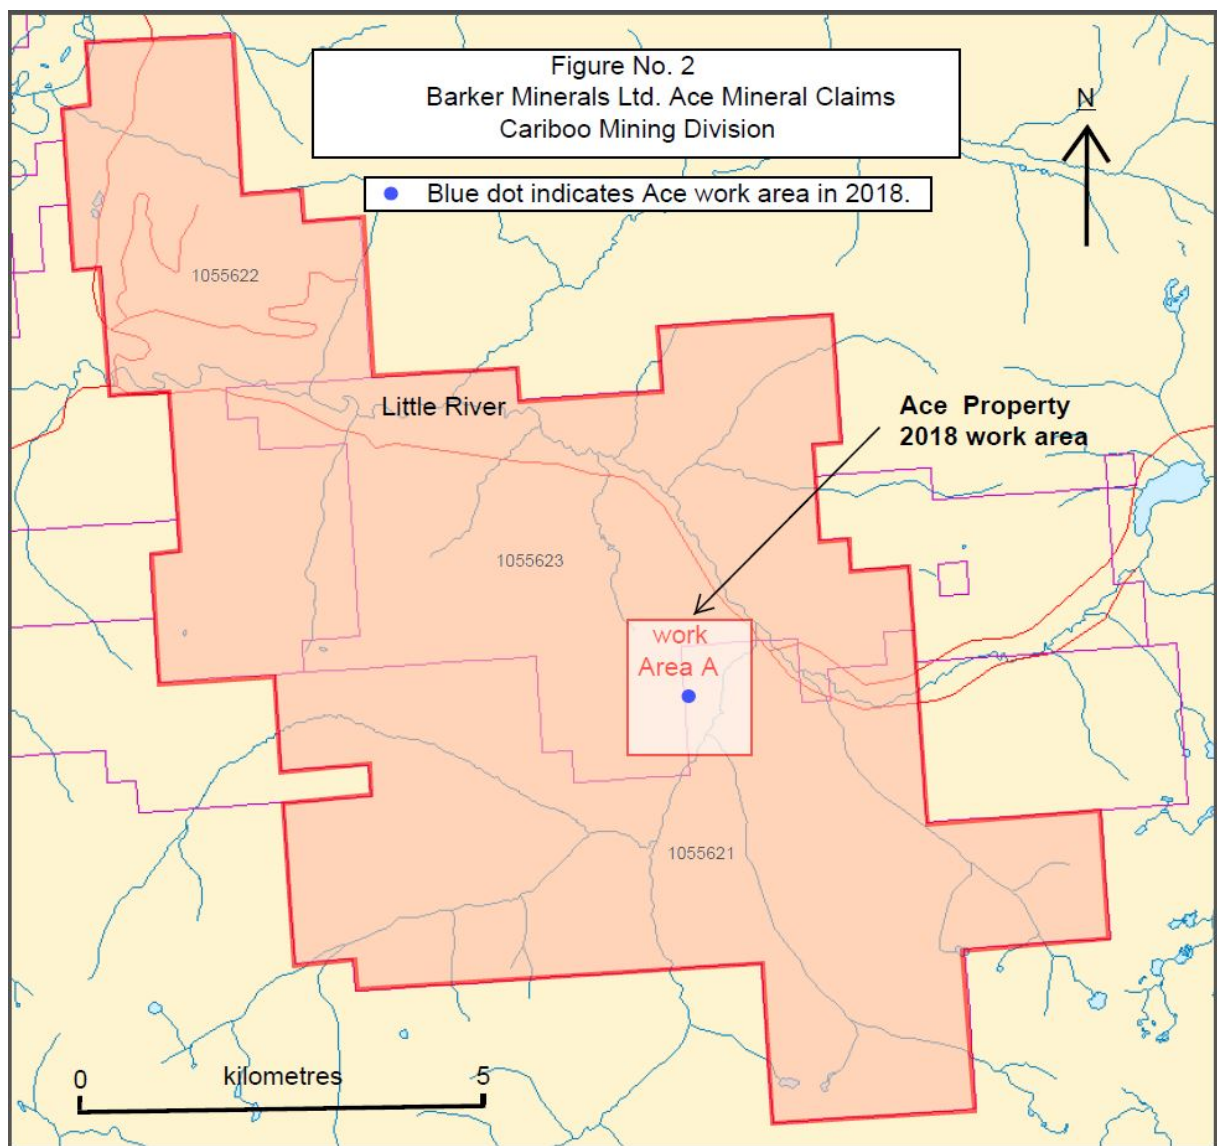 Figure No. 2
Barker Minerals Ltd. Ace Mineral Claims
Cariboo Mining Division
N
Blue dot indicates Ace work area in 2018.
1055622
Little River
Ace Property
2018 work area
1055623
work
Area A
1055621
0 kilometres 5